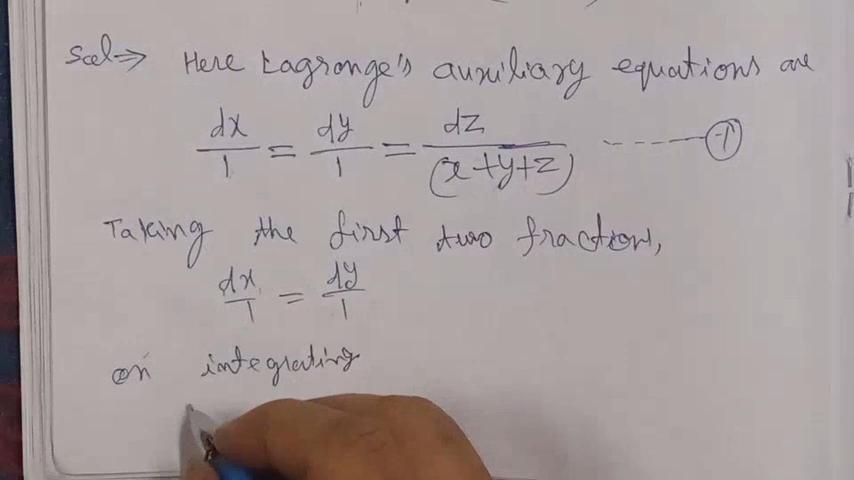 Sol⇒ Here Lagrange's auxiliary equations are
dx/1 = dy/1 = dz/(x+y+z) ------ ①
Taking the first two fraction,
dx/1 = dy/1
on integrating